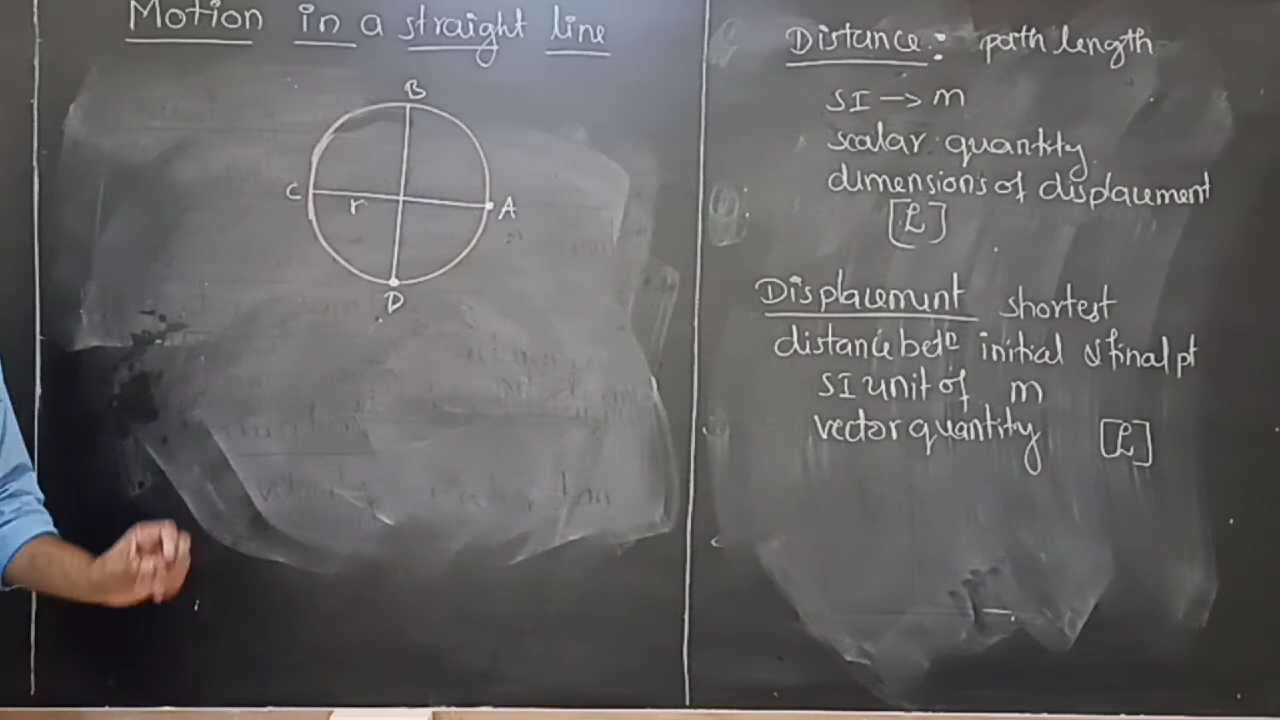 Motion in a straight line
B
C
r
A
D
Distance: path length
SI → m
scalar quantity
dimensions of displacement
[L]
Displacement shortest
distance betn initial & final pt
SI unit of m
vector quantity [L]